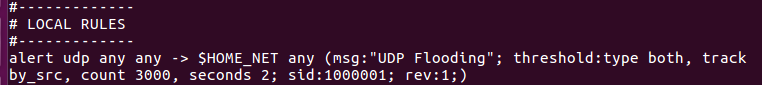 #-------------
# LOCAL RULES
#-------------
alert udp any any -> $HOME_NET any (msg:"UDP Flooding"; threshold:type both, track
by_src, count 3000, seconds 2; sid:1000001; rev:1;)